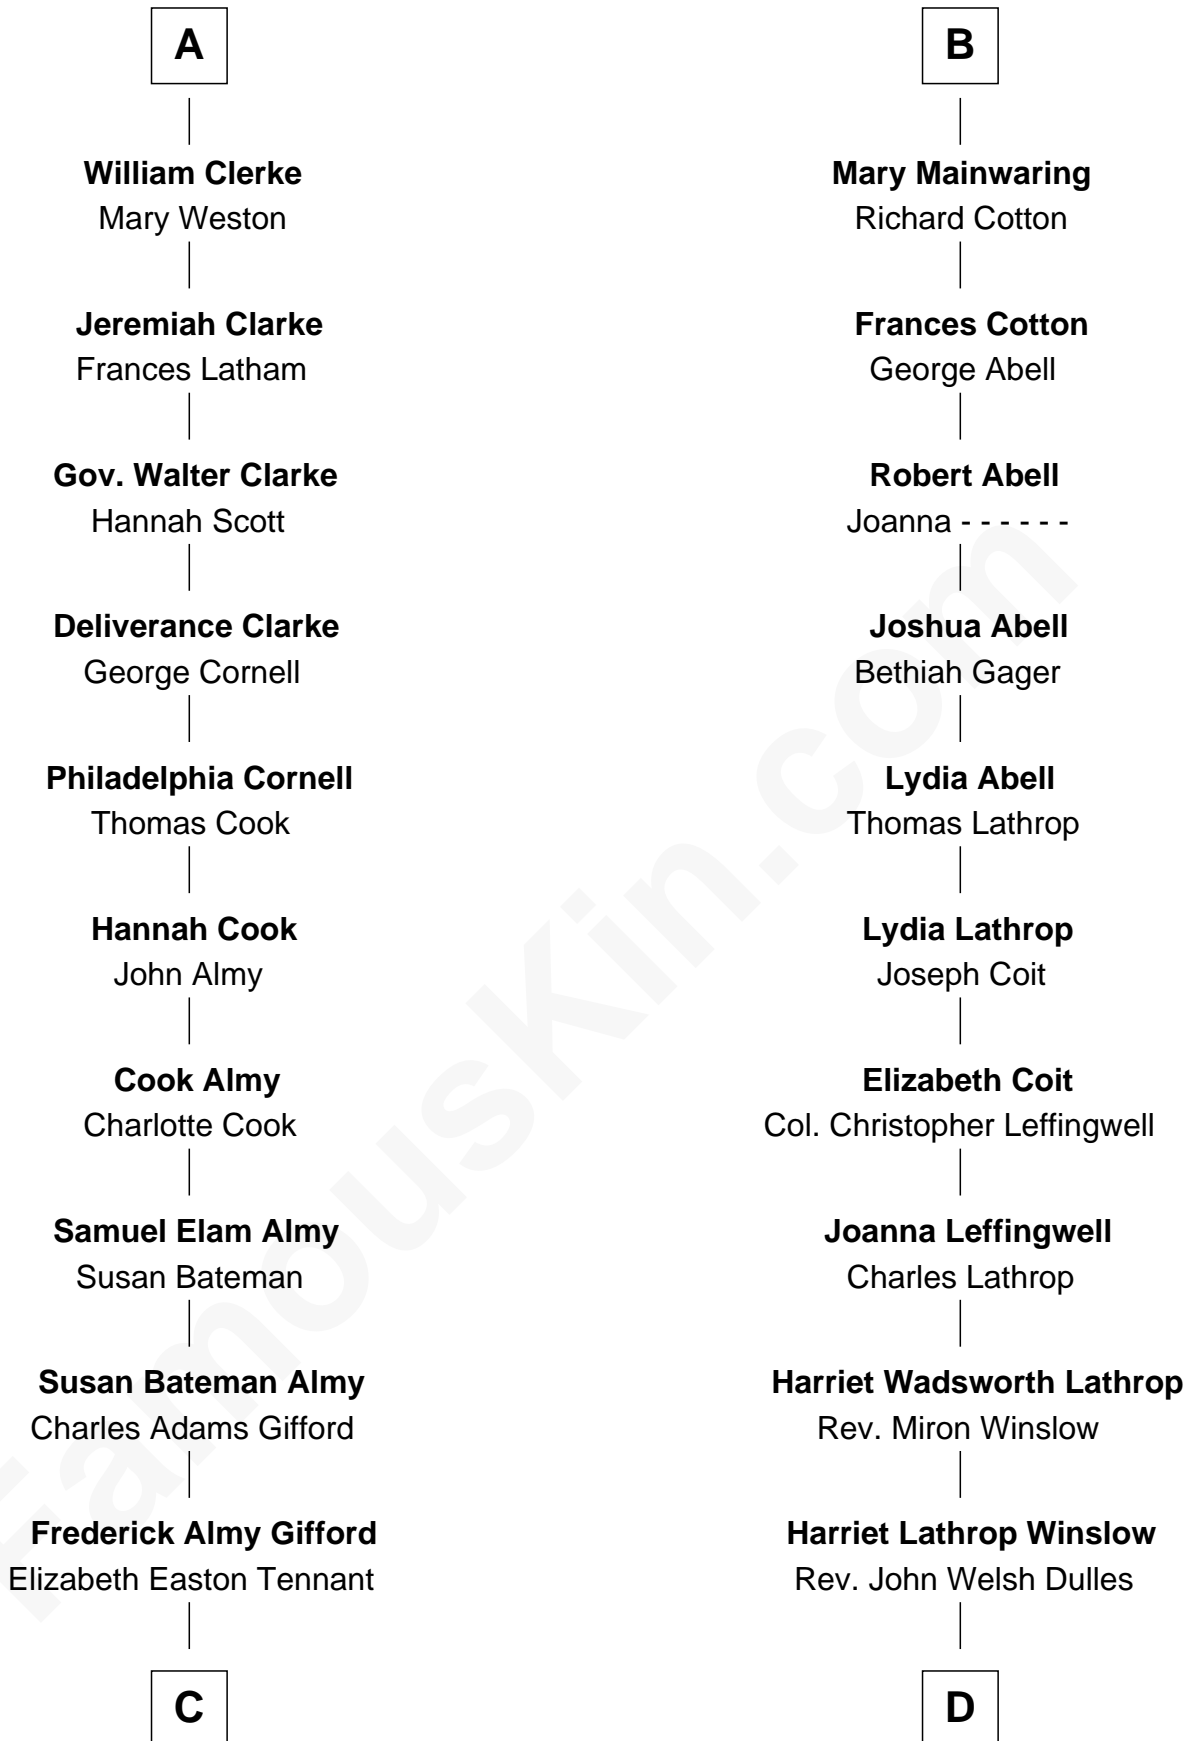 A
William Clerke
Mary Weston
Jeremiah Clarke
Frances Latham
Gov. Walter Clarke
Hannah Scott
Deliverance Clarke
George Cornell
Philadelphia Cornell
Thomas Cook
Hannah Cook
John Almy
Cook Almy
Charlotte Cook
Samuel Elam Almy
Susan Bateman
Susan Bateman Almy
Charles Adams Gifford
Frederick Almy Gifford
Elizabeth Easton Tennant
C
B
Mary Mainwaring
Richard Cotton
Frances Cotton
George Abell
Robert Abell
Joanna - - - - - -
Joshua Abell
Bethiah Gager
Lydia Abell
Thomas Lathrop
Lydia Lathrop
Joseph Coit
Elizabeth Coit
Col. Christopher Leffingwell
Joanna Leffingwell
Charles Lathrop
Harriet Wadsworth Lathrop
Rev. Miron Winslow
Harriet Lathrop Winslow
Rev. John Welsh Dulles
D
FamousKin.com